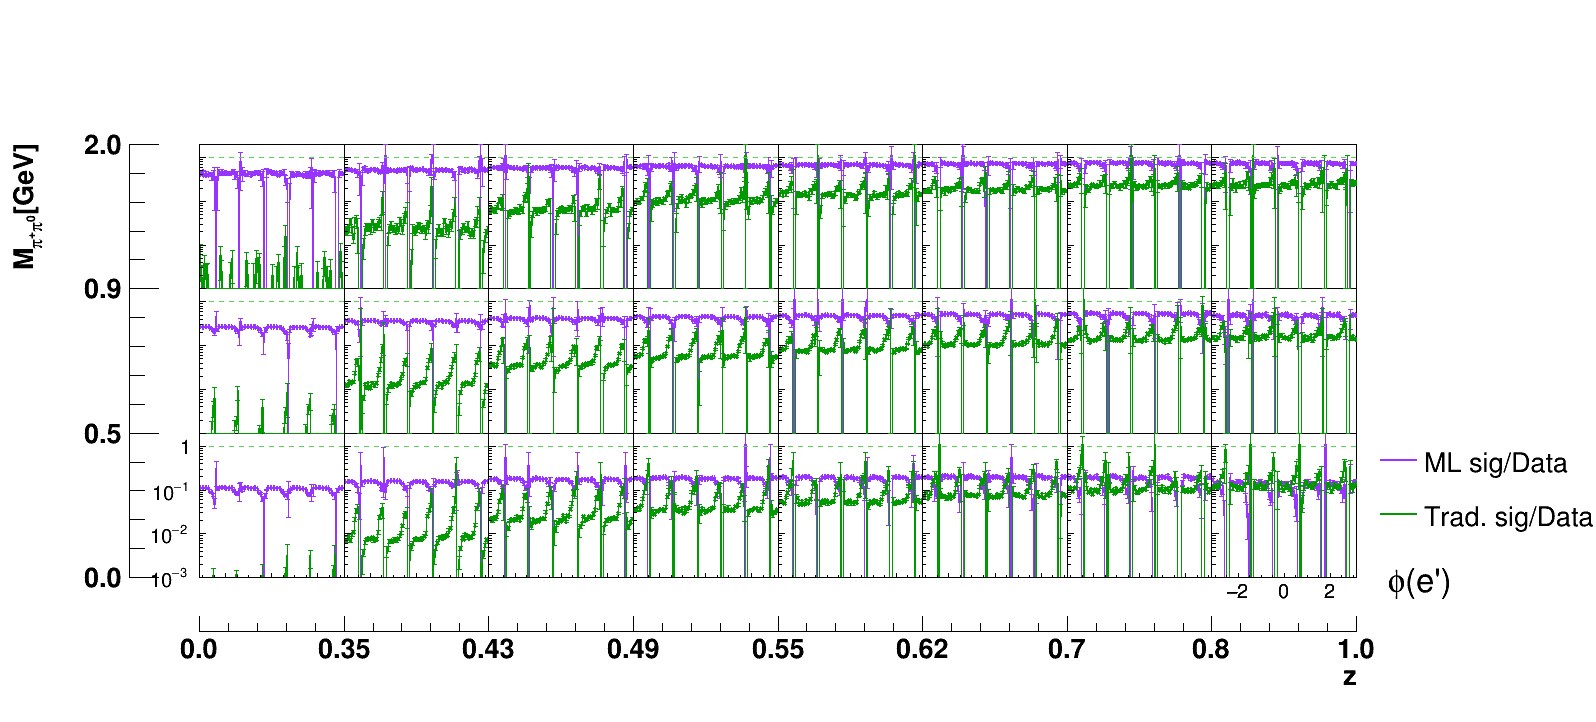 M π⁺π⁰ [GeV]
2.0
0.9
0.5
0.0
1
10⁻¹
10⁻²
10⁻³
−2 0 2
ϕ(e')
ML sig/Data
Trad. sig/Data
0.0 0.35 0.43 0.49 0.55 0.62 0.7 0.8 1.0
z